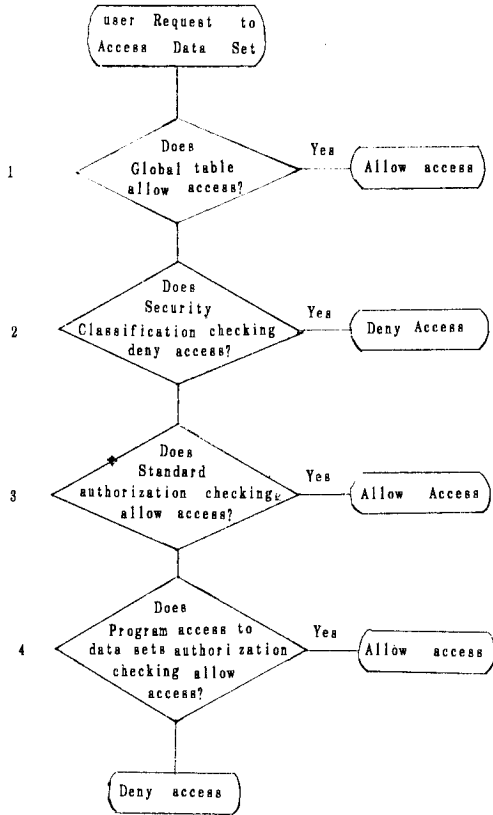 user Request to
Access Data Set
1
Does
Global table
allow access?
Yes
Allow access
2
Does
Security
Classification checking
deny access?
Yes
Deny Access
3
Does
Standard
authorization checking
allow access?
Yes
Allow Access
4
Does
Program access to
data sets authorization
checking allow
access?
Yes
Allow access
Deny access